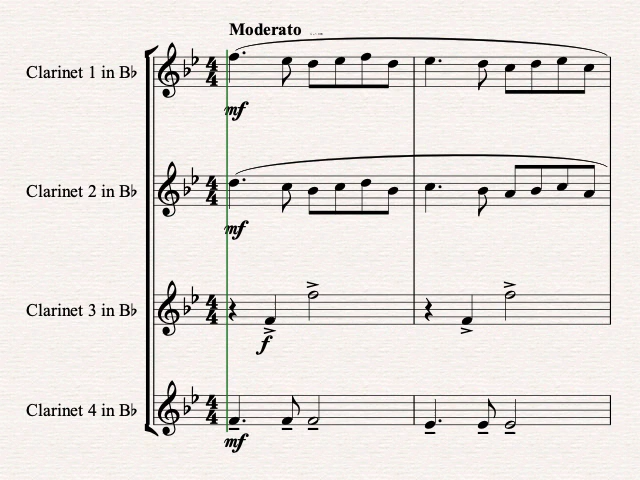 Moderato
Clarinet 1 in B♭
mf
Clarinet 2 in B♭
mf
Clarinet 3 in B♭
f
Clarinet 4 in B♭
mf